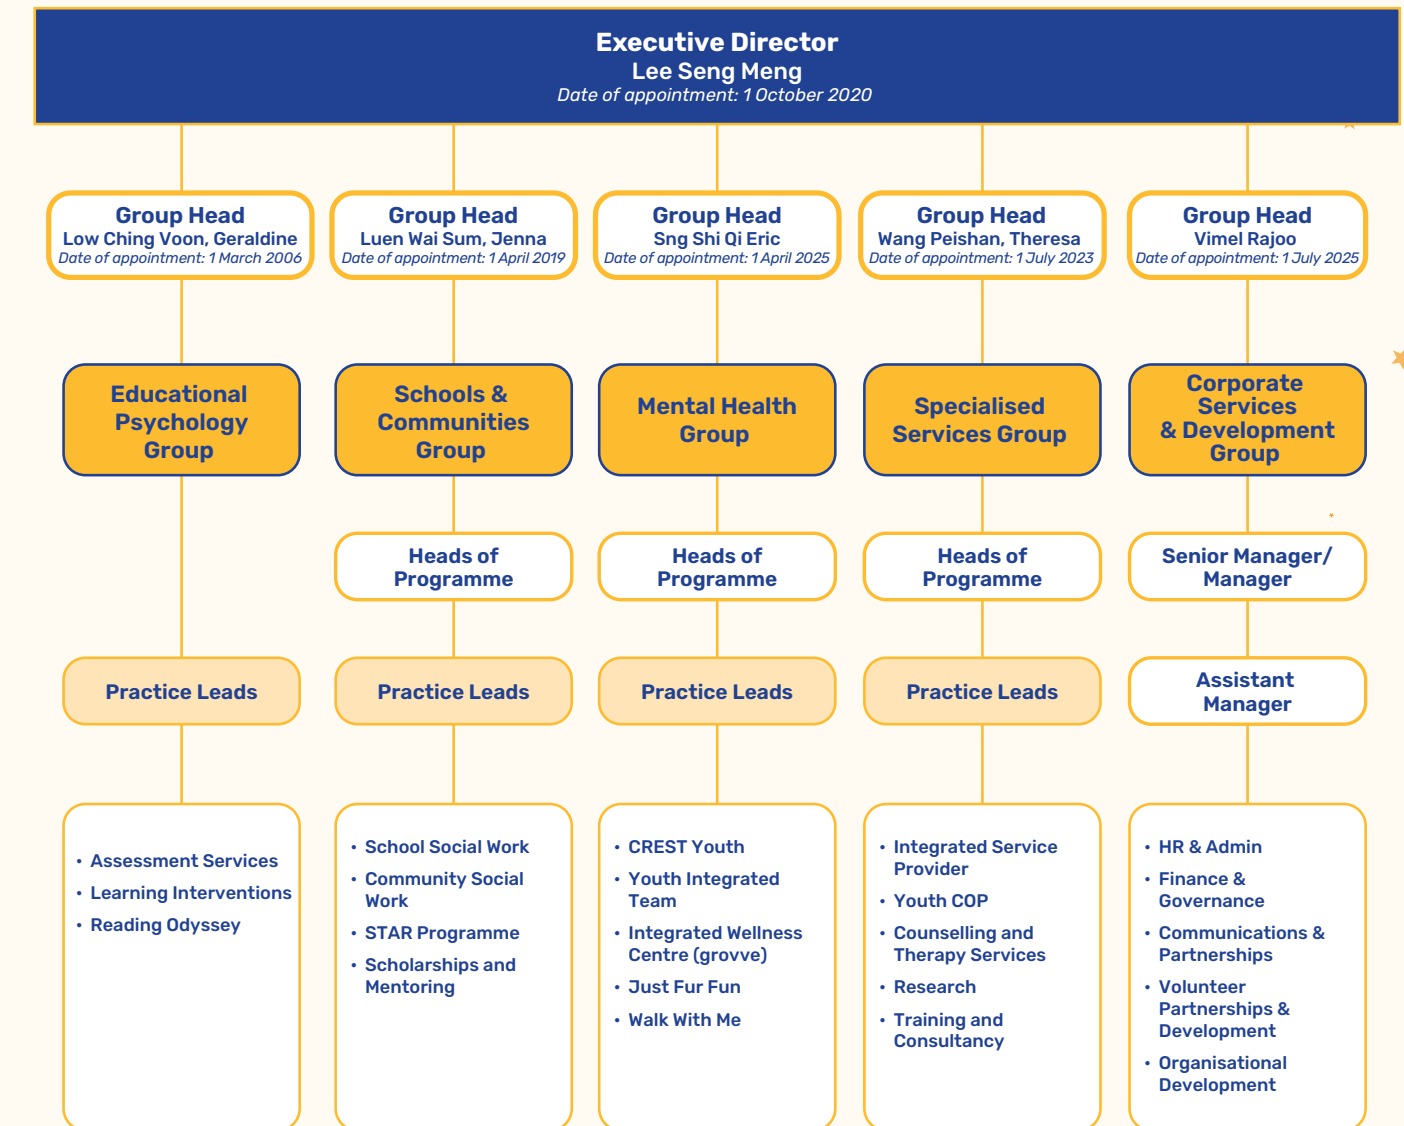 Executive Director
Lee Seng Meng
Date of appointment: 1 October 2020
Group Head
Low Ching Voon, Geraldine
Date of appointment: 1 March 2006
Group Head
Luen Wai Sum, Jenna
Date of appointment: 1 April 2019
Group Head
Sng Shi Qi Eric
Date of appointment: 1 April 2025
Group Head
Wang Peishan, Theresa
Date of appointment: 1 July 2023
Group Head
Vimel Rajoo
Date of appointment: 1 July 2025
Educational
Psychology
Group
Schools &
Communities
Group
Mental Health
Group
Specialised
Services Group
Corporate
Services
& Development
Group
Heads of
Programme
Heads of
Programme
Heads of
Programme
Senior Manager/
Manager
Practice Leads
Practice Leads
Practice Leads
Practice Leads
Assistant
Manager
• Assessment Services
• Learning Interventions
• Reading Odyssey
• School Social Work
• Community Social
Work
• STAR Programme
• Scholarships and
Mentoring
• CREST Youth
• Youth Integrated
Team
• Integrated Wellness
Centre (grovve)
• Just Fur Fun
• Walk With Me
• Integrated Service
Provider
• Youth COP
• Counselling and
Therapy Services
• Research
• Training and
Consultancy
• HR & Admin
• Finance &
Governance
• Communications &
Partnerships
• Volunteer
Partnerships &
Development
• Organisational
Development